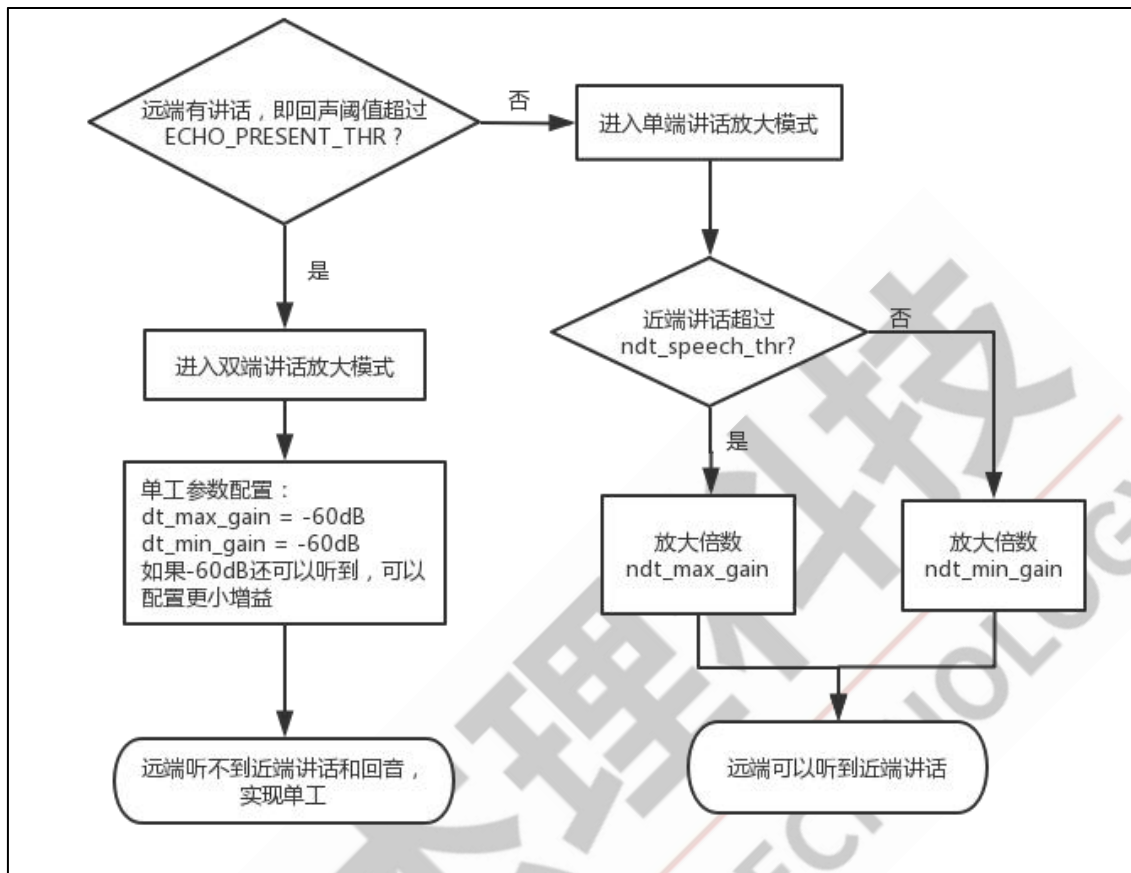 远端有讲话，即回声阈值超过
ECHO_PRESENT_THR？
否
进入单端讲话放大模式
是
近端讲话超过
ndt_speech_thr?
否
进入双端讲话放大模式
是
单工参数配置：
dt_max_gain = -60dB
dt_min_gain = -60dB
如果-60dB还可以听到，可以
配置更小增益
放大倍数
ndt_max_gain
放大倍数
ndt_min_gain
远端听不到近端讲话和回音，
实现单工
远端可以听到近端讲话
理科技
ECHNOLOGY